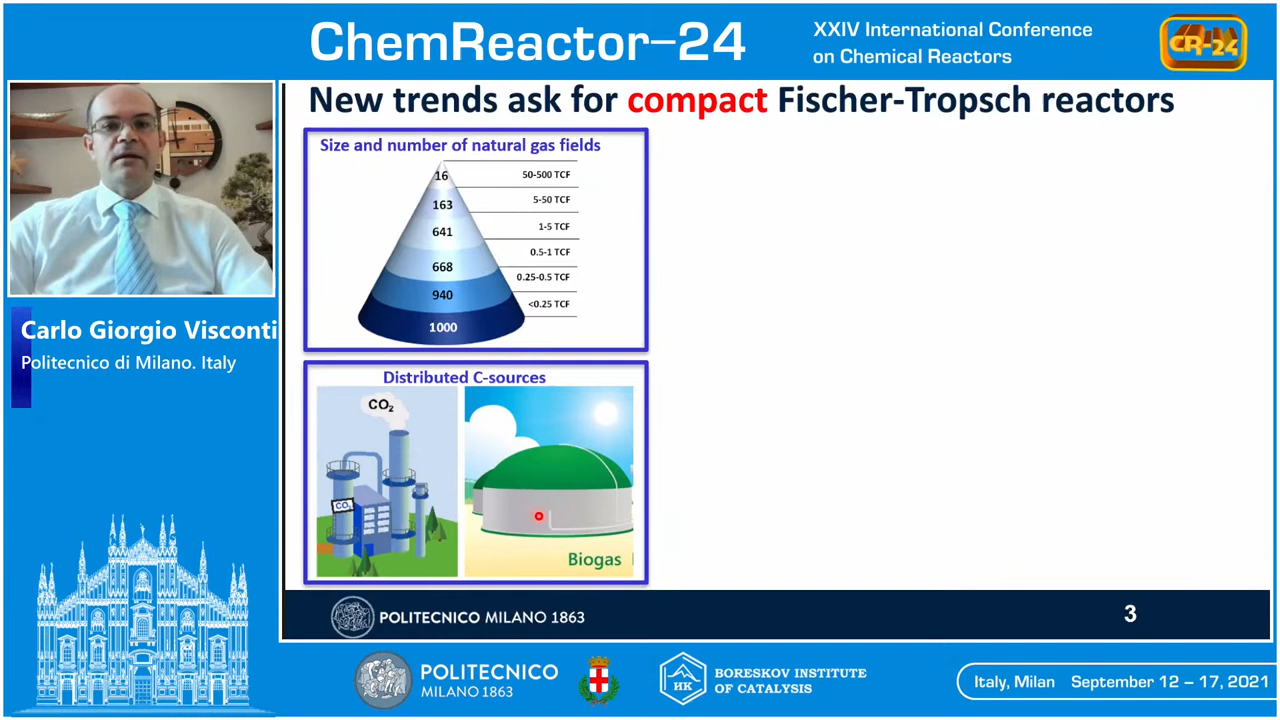 ChemReactor–24
XXIV International Conference
on Chemical Reactors
CR-24
New trends ask for compact Fischer-Tropsch reactors
Size and number of natural gas fields
16 50-500 TCF
163 5-50 TCF
641 1-5 TCF
668 0.5-1 TCF
940 0.25-0.5 TCF
1000 <0.25 TCF
Carlo Giorgio Visconti
Politecnico di Milano. Italy
Distributed C-sources
CO₂
CO₂
Biogas
POLITECNICO MILANO 1863
3
POLITECNICO
MILANO 1863
HK
BORESKOV INSTITUTE
OF CATALYSIS
Italy, Milan September 12 – 17, 2021